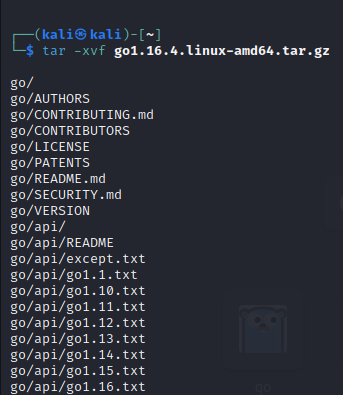 ┌──(kali㉿kali)-[~]
└─$ tar -xvf go1.16.4.linux-amd64.tar.gz
go/
go/AUTHORS
go/CONTRIBUTING.md
go/CONTRIBUTORS
go/LICENSE
go/PATENTS
go/README.md
go/SECURITY.md
go/VERSION
go/api/
go/api/README
go/api/except.txt
go/api/go1.1.txt
go/api/go1.10.txt
go/api/go1.11.txt
go/api/go1.12.txt
go/api/go1.13.txt
go/api/go1.14.txt
go/api/go1.15.txt
go/api/go1.16.txt
go